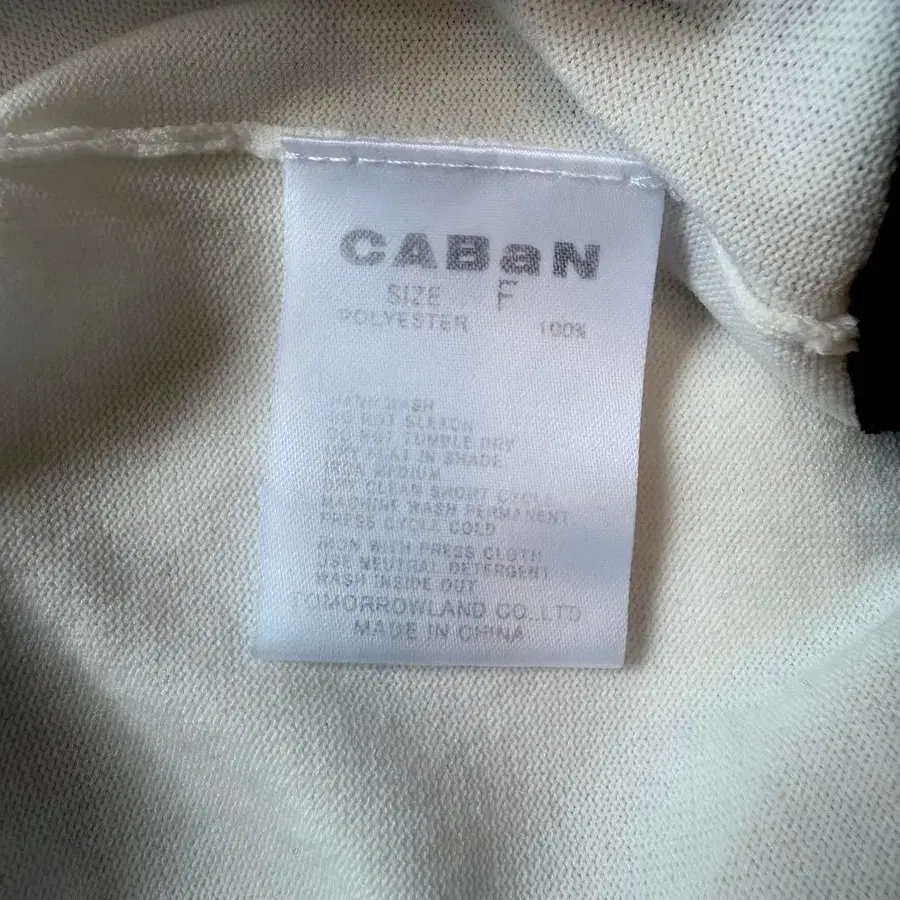 CABaN
SIZE F
POLYESTER 100%
HAND WASH
DO NOT BLEACH
DO NOT TUMBLE DRY
DRY FLAT IN SHADE
IRON MEDIUM
DRY CLEAN SHORT CYCLE
MACHINE WASH PERMANENT
PRESS CYCLE COLD
IRON WITH PRESS CLOTH
USE NEUTRAL DETERGENT
WASH INSIDE OUT
TOMORROWLAND CO.,LTD
MADE IN CHINA